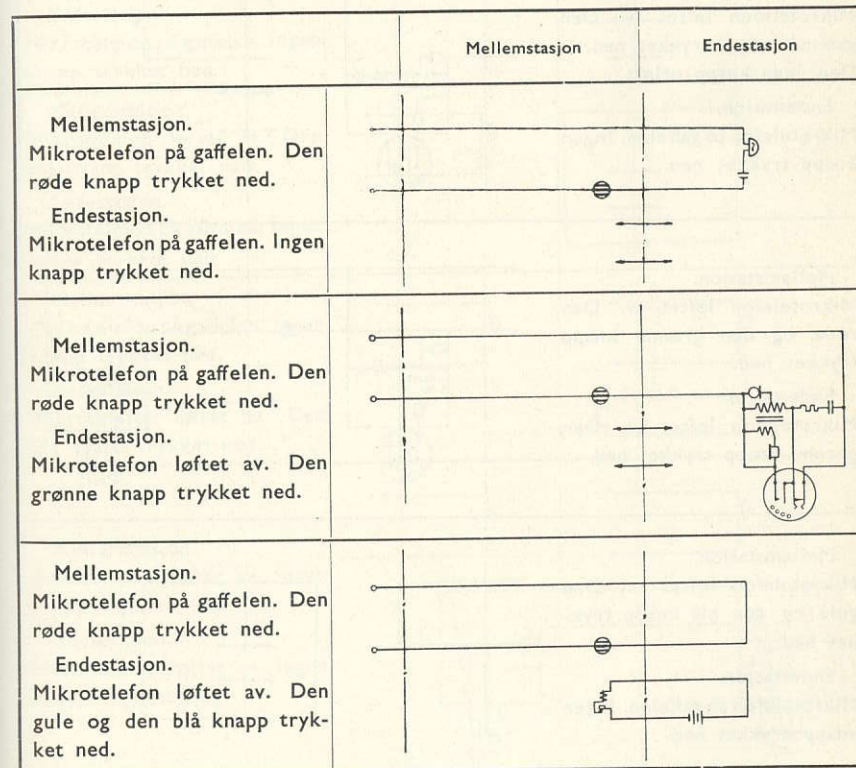 Mellemstasjon Endestasjon
Mellemstasjon.
Mikrotelefon på gaffelen. Den
røde knapp trykket ned.
Endestasjon.
Mikrotelefon på gaffelen. Ingen
knapp trykket ned.
Mellemstasjon.
Mikrotelefon på gaffelen. Den
røde knapp trykket ned.
Endestasjon.
Mikrotelefon løftet av. Den
grønne knapp trykket ned.
Mellemstasjon.
Mikrotelefon på gaffelen. Den
røde knapp trykket ned.
Endestasjon.
Mikrotelefon løftet av. Den
gule og den blå knapp tryk-
ket ned.